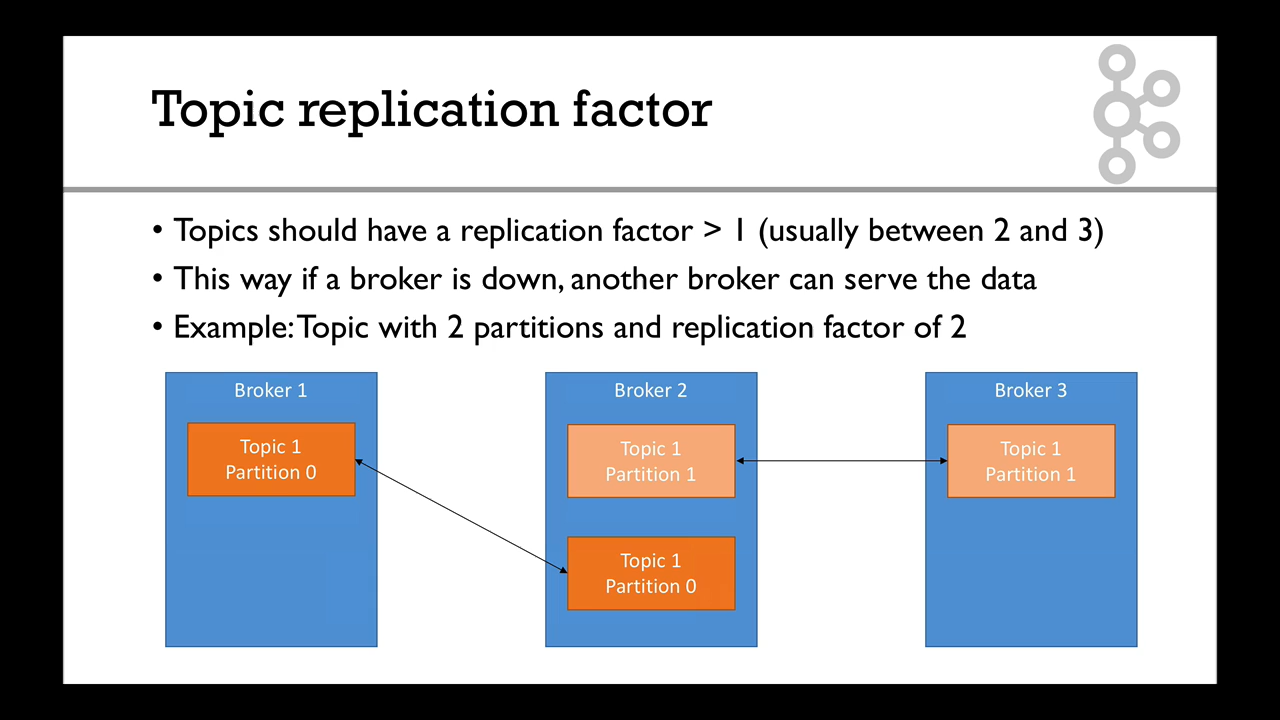 Topic replication factor
• Topics should have a replication factor > 1 (usually between 2 and 3)
• This way if a broker is down, another broker can serve the data
• Example: Topic with 2 partitions and replication factor of 2
Broker 1
Topic 1
Partition 0
Broker 2
Topic 1
Partition 1
Topic 1
Partition 0
Broker 3
Topic 1
Partition 1